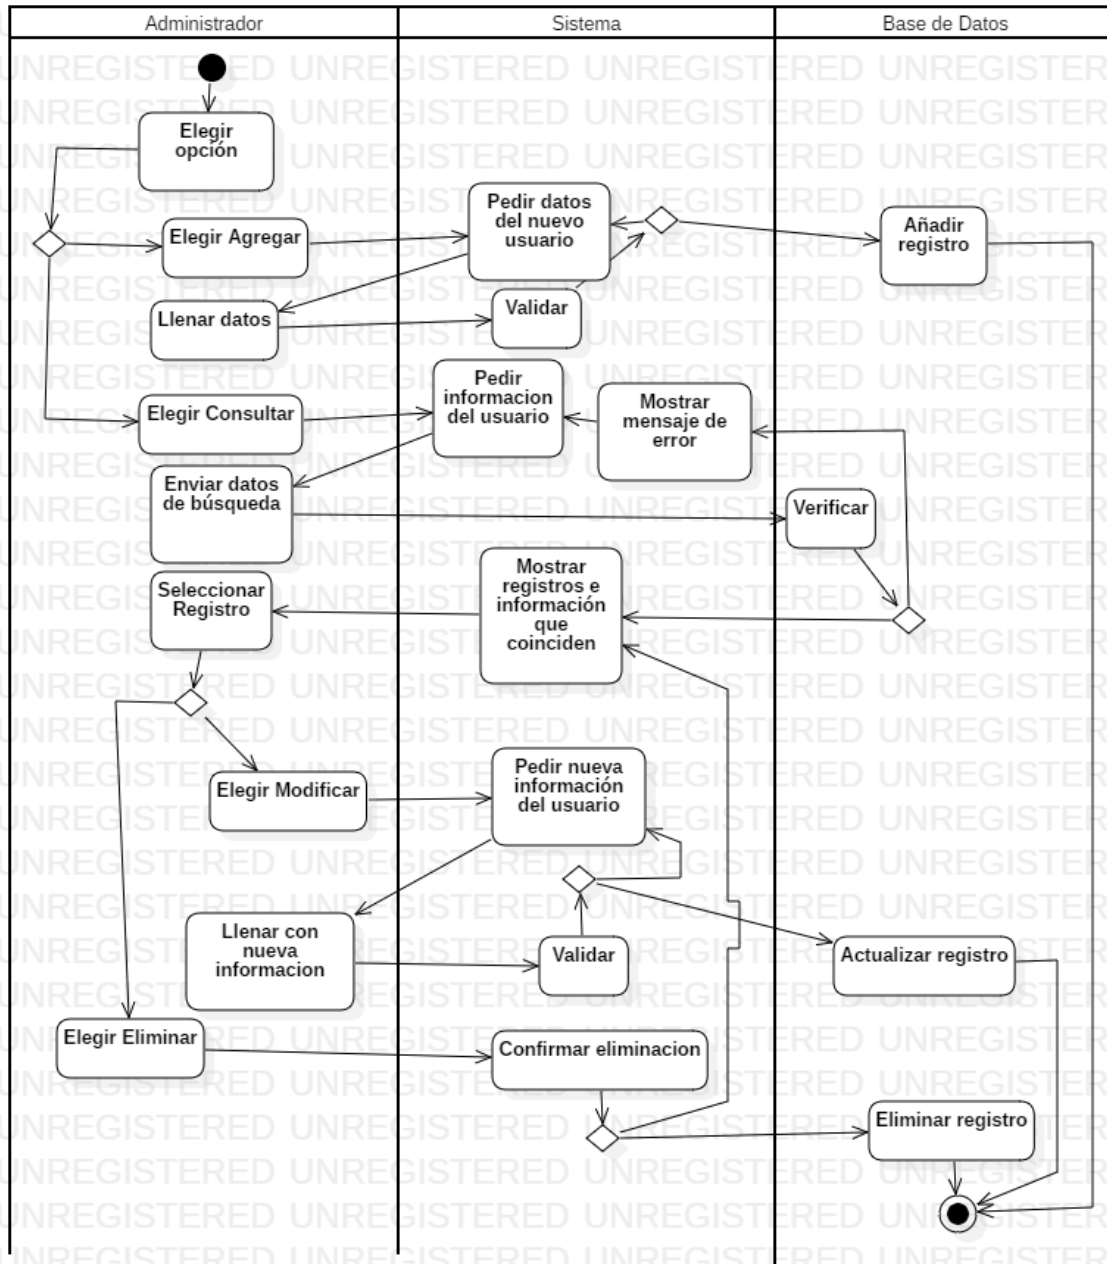 Administrador
Sistema
Base de Datos
Elegir
opción
Elegir Agregar
Pedir datos
del nuevo
usuario
Añadir
registro
Llenar datos
Validar
Elegir Consultar
Pedir
informacion
del usuario
Mostrar
mensaje de
error
Enviar datos
de búsqueda
Verificar
Seleccionar
Registro
Mostrar
registros e
información
que
coinciden
Elegir Modificar
Pedir nueva
información
del usuario
Llenar con
nueva
informacion
Validar
Actualizar registro
Elegir Eliminar
Confirmar eliminacion
Eliminar registro
UNREGISTERED